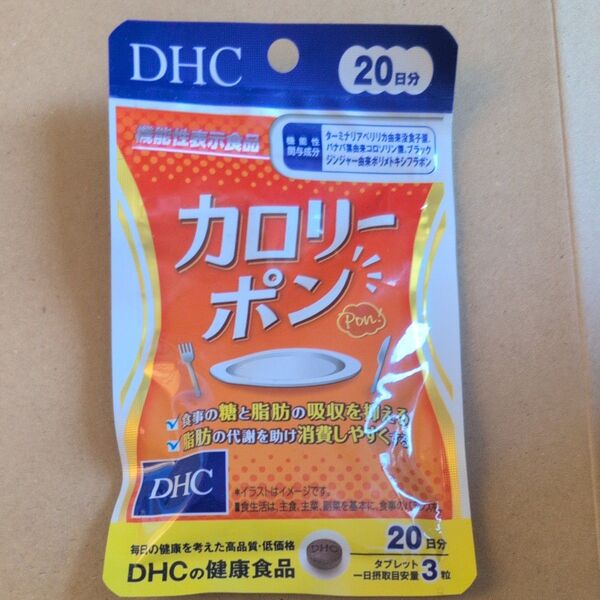 DHC
20日分
機能性表示食品
機能性
関与成分
ターミナリアベリリカ由来没食子酸、
バナバ葉由来コロソリン酸、ブラック
ジンジャー由来ポリメトキシフラボン
カロリー
ポン
Pon!
食事の糖と脂肪の吸収を抑える
脂肪の代謝を助け消費しやすくする
DHC
*イラストはイメージです。
■食生活は、主食、主菜、副菜を基本に、食事のバランスを
毎日の健康を考えた高品質・低価格
DHCの健康食品
DHC
20日分
タブレット
一日摂取目安量 3粒